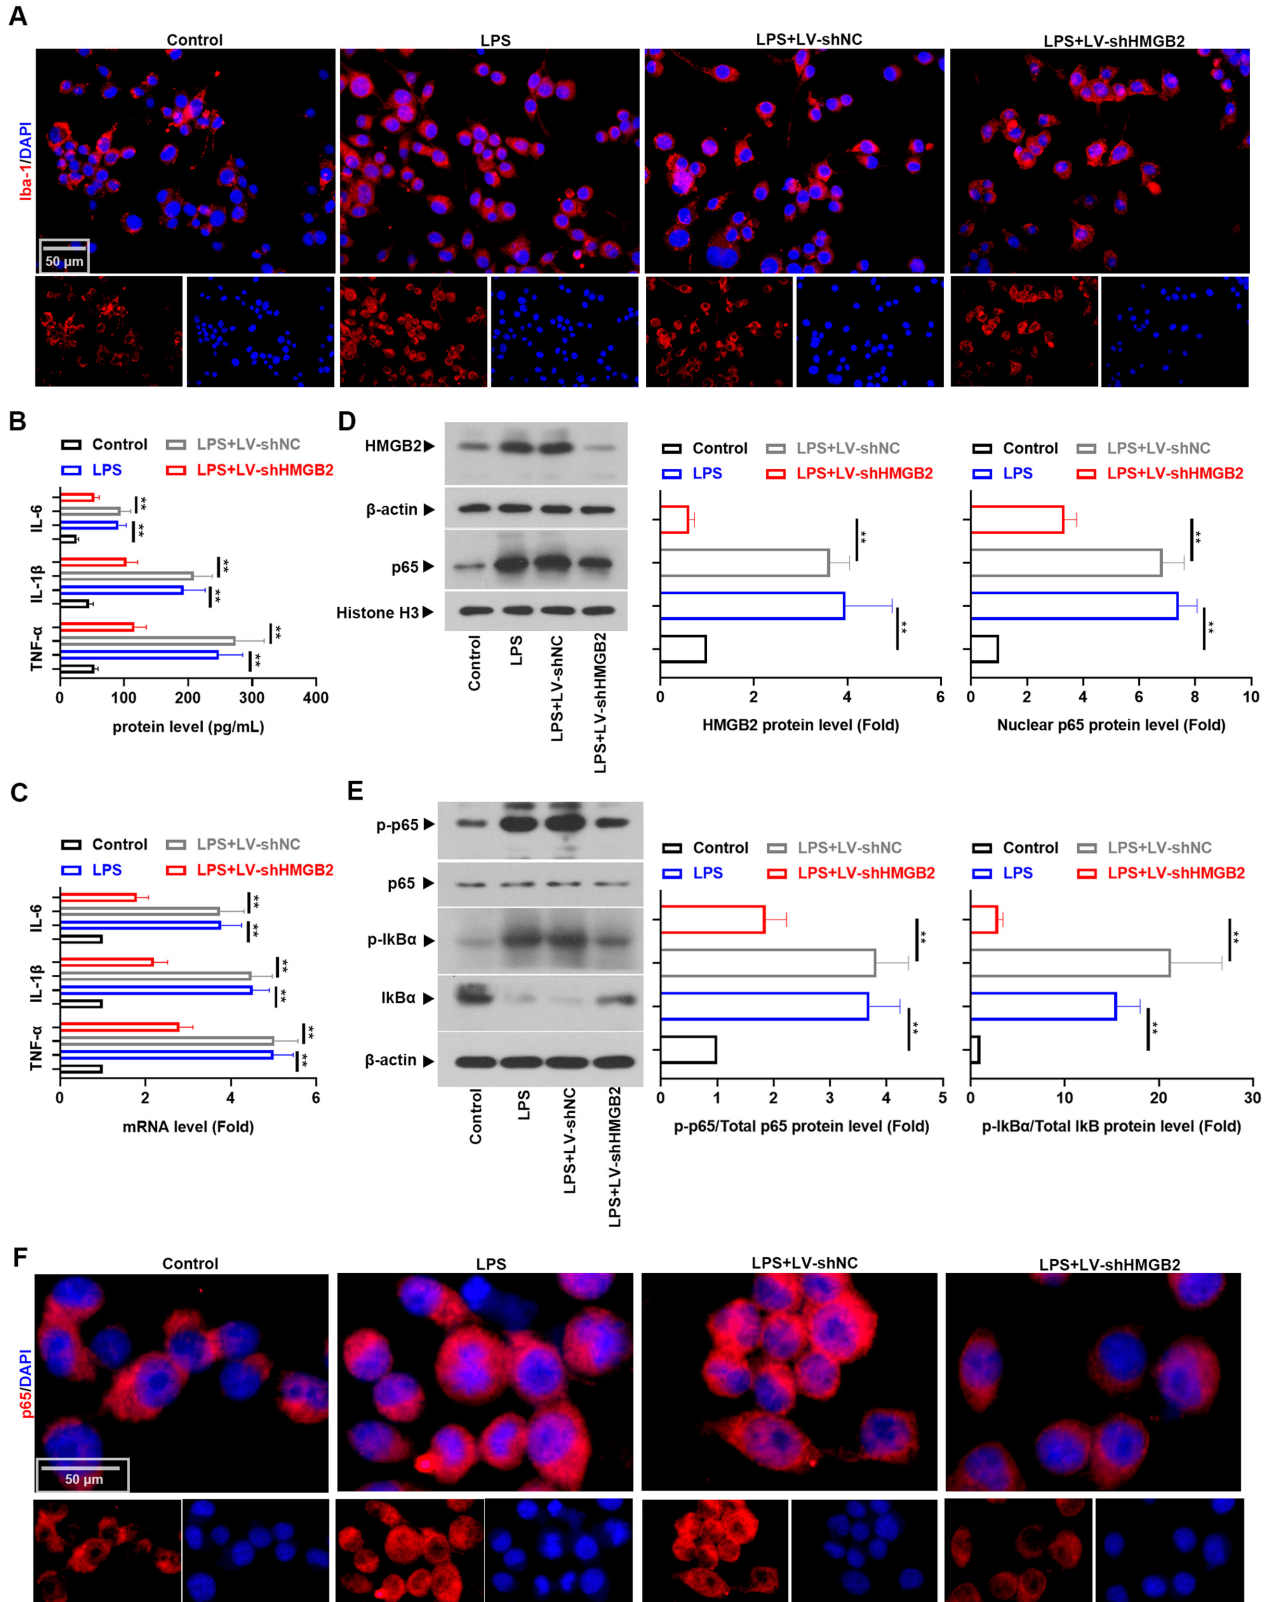 A
Control
LPS
LPS+LV-shNC
LPS+LV-shHMGB2
Iba-1/DAPI
50 μm
B
Control
LPS+LV-shNC
LPS
LPS+LV-shHMGB2
IL-6
**
**
IL-1β
**
**
TNF-α
**
**
0
100
200
300
400
protein level (pg/mL)
C
Control
LPS+LV-shNC
LPS
LPS+LV-shHMGB2
IL-6
**
**
IL-1β
**
**
TNF-α
**
**
0
2
4
6
mRNA level (Fold)
D
HMGB2
β-actin
p65
Histone H3
Control
LPS
LPS+LV-shNC
LPS+LV-shHMGB2
Control
LPS+LV-shNC
LPS
LPS+LV-shHMGB2
**
**
0
2
4
6
HMGB2 protein level (Fold)
Control
LPS+LV-shNC
LPS
LPS+LV-shHMGB2
**
**
0
2
4
6
8
10
Nuclear p65 protein level (Fold)
E
p-p65
p65
p-IkBα
IkBα
β-actin
Control
LPS
LPS+LV-shNC
LPS+LV-shHMGB2
Control
LPS+LV-shNC
LPS
LPS+LV-shHMGB2
**
**
0
1
2
3
4
5
p-p65/Total p65 protein level (Fold)
Control
LPS+LV-shNC
LPS
LPS+LV-shHMGB2
**
**
0
10
20
30
p-IkBα/Total IkB protein level (Fold)
F
Control
LPS
LPS+LV-shNC
LPS+LV-shHMGB2
p65/DAPI
50 μm